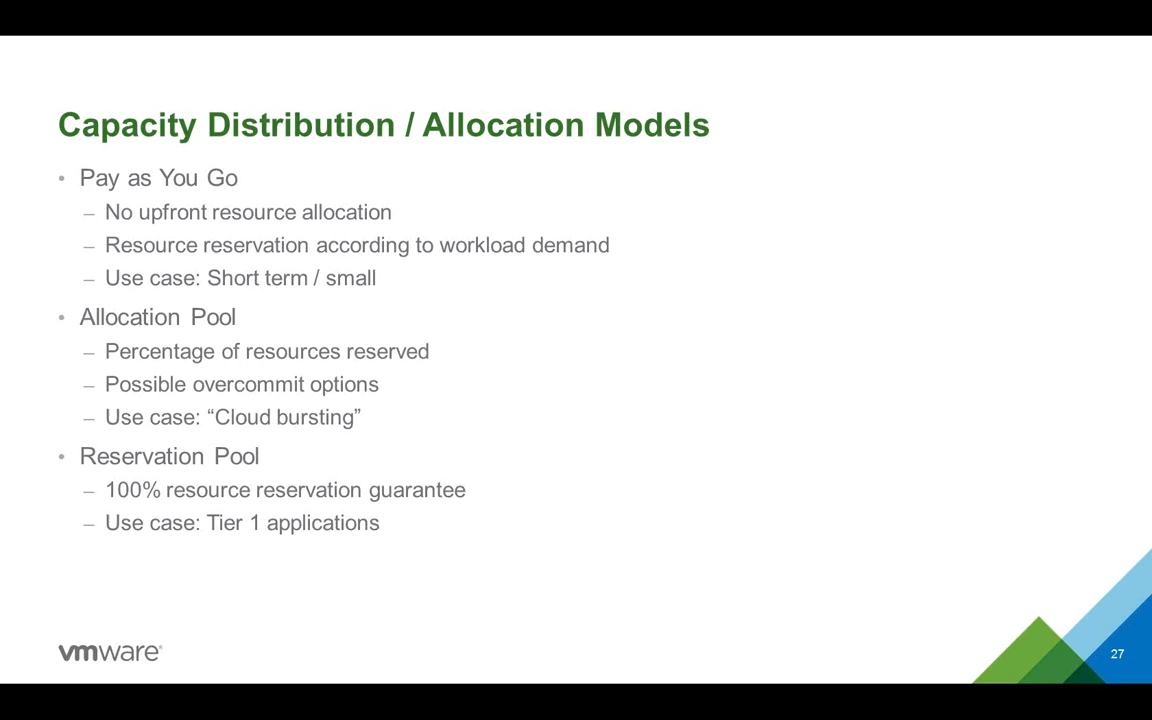 Capacity Distribution / Allocation Models
• Pay as You Go
– No upfront resource allocation
– Resource reservation according to workload demand
– Use case: Short term / small
• Allocation Pool
– Percentage of resources reserved
– Possible overcommit options
– Use case: “Cloud bursting”
• Reservation Pool
– 100% resource reservation guarantee
– Use case: Tier 1 applications
vmware®
27